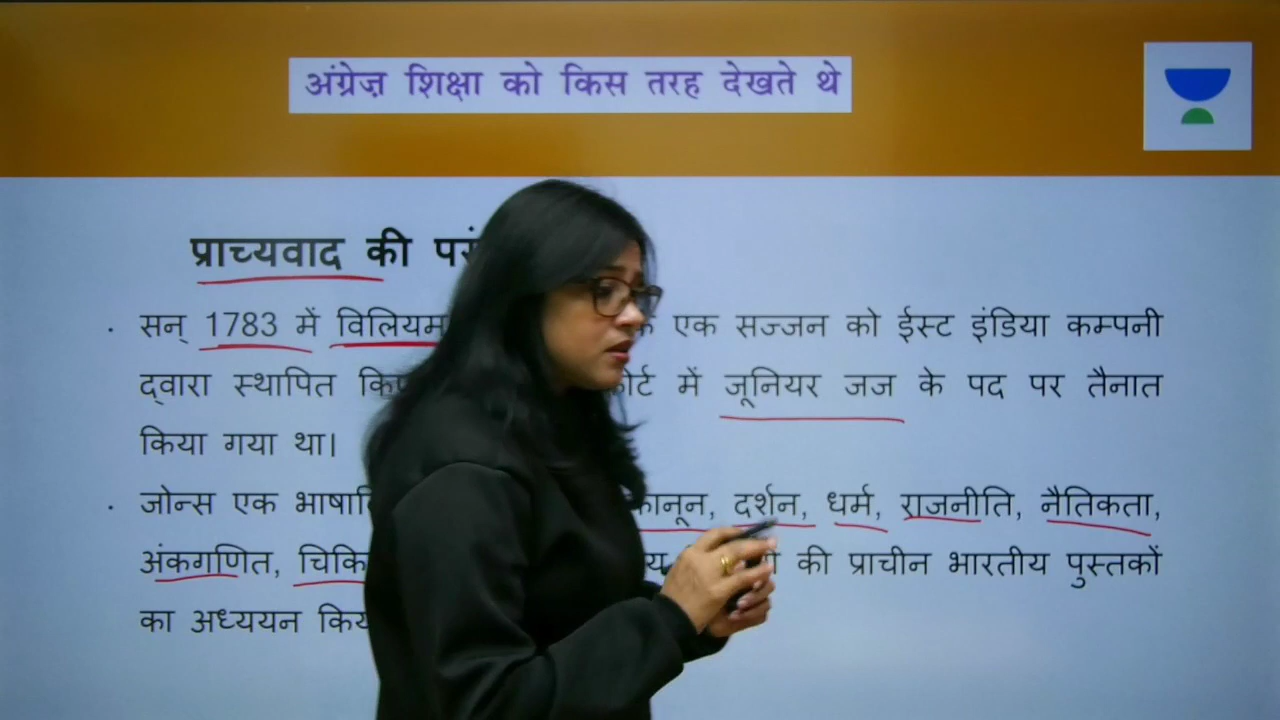 अंग्रेज़ शिक्षा को किस तरह देखते थे
प्राच्यवाद की
सन् 1783 में विलियम एक सज्जन को ईस्ट इंडिया कम्पनी
द्वारा स्थापित में जूनियर जज के पद पर तैनात
किया गया था।
जोन्स एक दर्शन, धर्म, राजनीति, नैतिकता,
अंकगणित, की प्राचीन भारतीय पुस्तकों
का अध्ययन